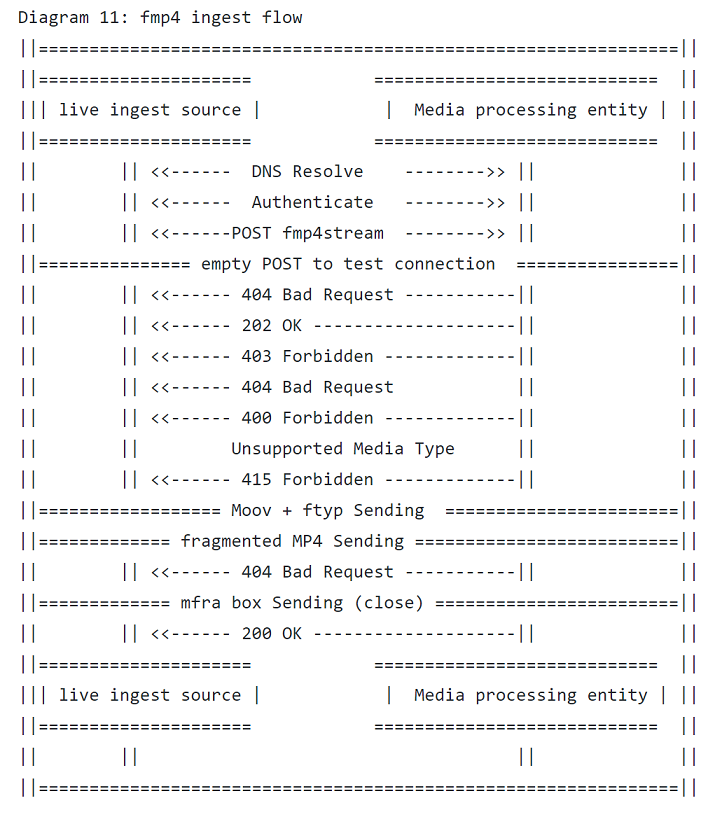 Diagram 11: fmp4 ingest flow
||===============================================================||
||=====================            ============================  ||
||| live ingest source |            |  Media processing entity | ||
||=====================            ============================  ||
||        || <<------  DNS Resolve    -------->> ||              ||
||        || <<------  Authenticate   -------->> ||              ||
||        || <<------POST fmp4stream  -------->> ||              ||
||=============== empty POST to test connection  ================||
||        || <<------ 404 Bad Request -----------||              ||
||        || <<------ 202 OK --------------------||              ||
||        || <<------ 403 Forbidden -------------||              ||
||        || <<------ 404 Bad Request            ||              ||
||        || <<------ 400 Forbidden -------------||              ||
||        ||         Unsupported Media Type      ||              ||
||        || <<------ 415 Forbidden -------------||              ||
||================== Moov + ftyp Sending  =======================||
||============= fragmented MP4 Sending ==========================||
||        || <<------ 404 Bad Request -----------||              ||
||============= mfra box Sending (close) ========================||
||        || <<------ 200 OK --------------------||              ||
||=====================            ============================  ||
||| live ingest source |            |  Media processing entity | ||
||=====================            ============================  ||
||        ||                                     ||              ||
||===============================================================||